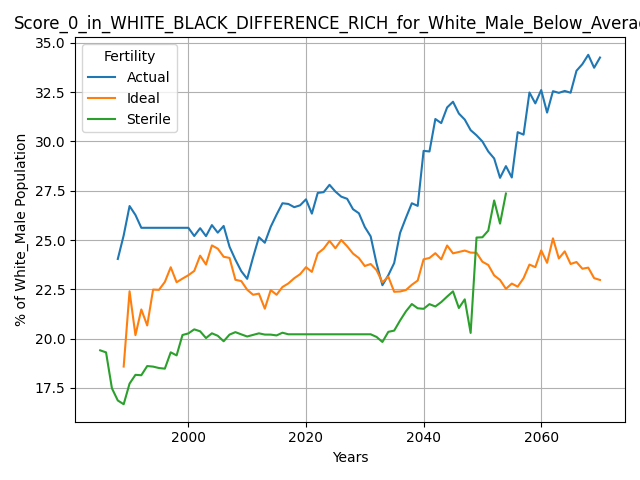 Score_0_in_WHITE_BLACK_DIFFERENCE_RICH_for_White_Male_Below_Avera
Fertility
Actual
Ideal
Sterile
% of White_Male Population
35.0
32.5
30.0
27.5
25.0
22.5
20.0
17.5
2000
2020
2040
2060
Years